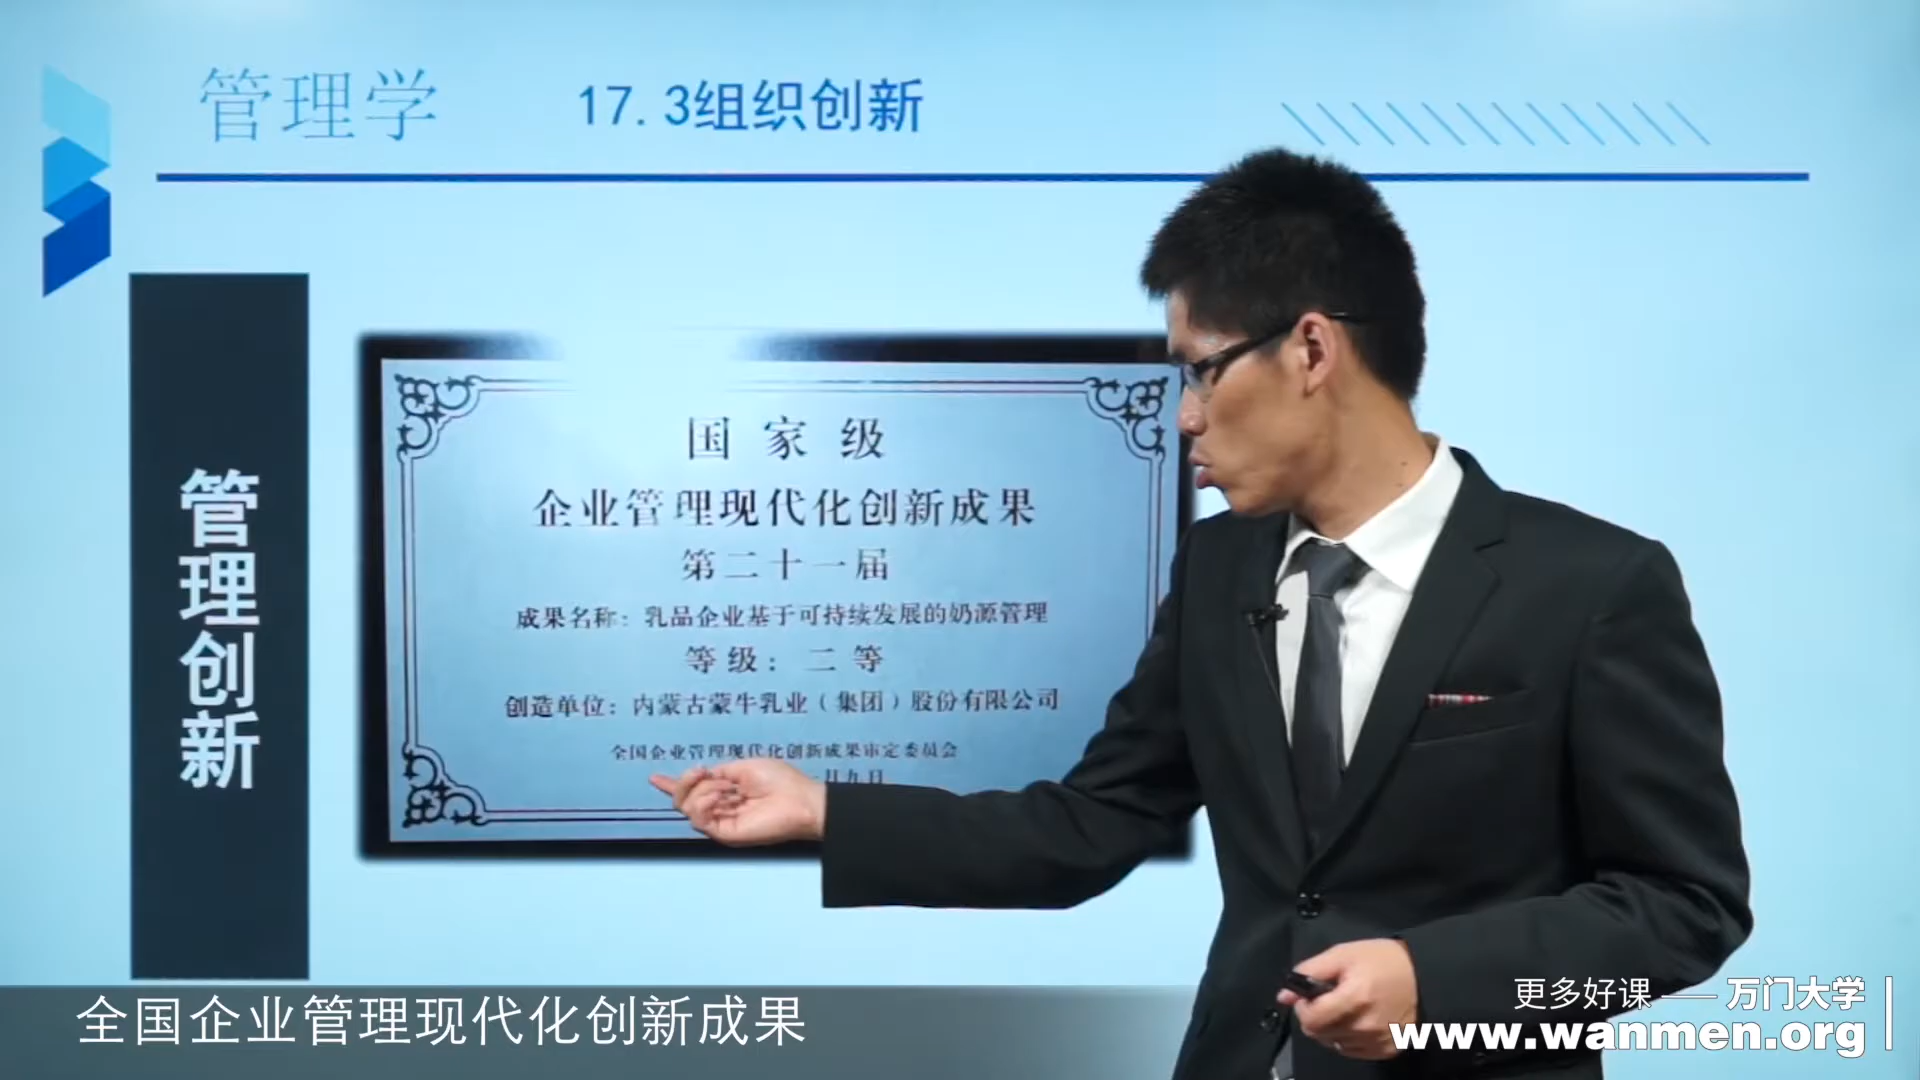 管理学
17.3组织创新
管理创新
国家级
企业管理现代化创新成果
第二十一届
成果名称：乳品企业基于可持续发展的奶源管理
等级：二等
创造单位：内蒙古蒙牛乳业（集团）股份有限公司
全国企业管理现代化创新成果审定委员会
月九日
全国企业管理现代化创新成果
更多好课——万门大学
www.wanmen.org